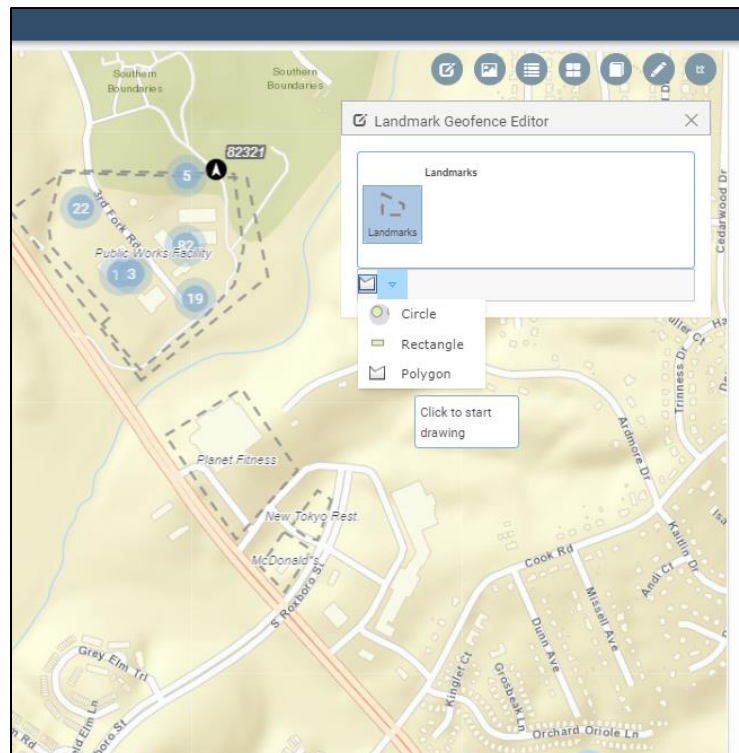 Southern
Boundaries
Southern
Boundaries
Landmark Geofence Editor
82321
5
Landmarks
Landmarks
22
3rd Fork Rd
82
Public Works Facility
3
19
Circle
Rectangle
Polygon
Click to start
drawing
Cedarwood Dr
Trinness Dr
Ardmore Dr
Planet Fitness
New Tokyo Rest.
McDonald's
S Roxboro St
Cook Rd
Kaitlin Dr
Andi Ct
Missell Ave
Dunn Ave
Grosbeak Ln
Kinglet Ct
Orchard Oriole Ln
Grey Elm Trl